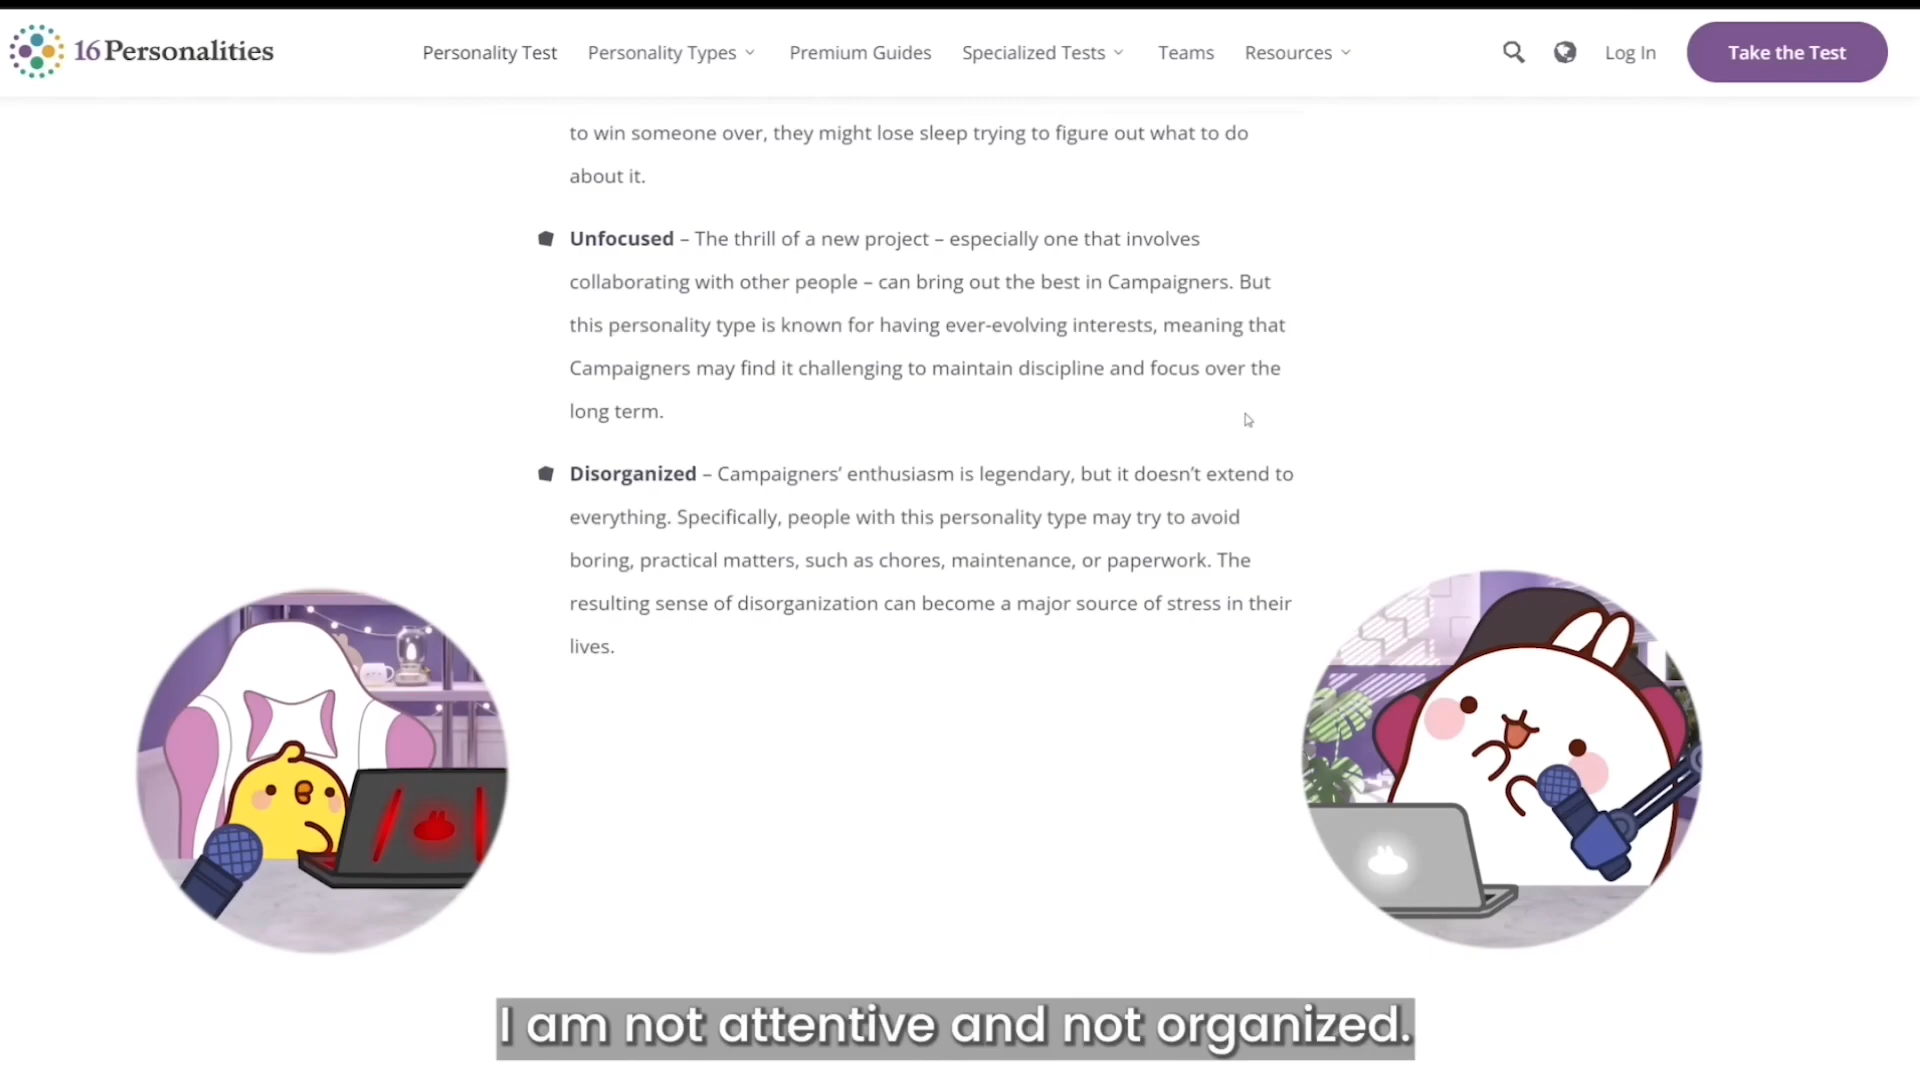 16Personalities
Personality Test
Personality Types
Premium Guides
Specialized Tests
Teams
Resources
Log In
Take the Test
to win someone over, they might lose sleep trying to figure out what to do
about it.
Unfocused – The thrill of a new project – especially one that involves
collaborating with other people – can bring out the best in Campaigners. But
this personality type is known for having ever-evolving interests, meaning that
Campaigners may find it challenging to maintain discipline and focus over the
long term.
Disorganized – Campaigners’ enthusiasm is legendary, but it doesn’t extend to
everything. Specifically, people with this personality type may try to avoid
boring, practical matters, such as chores, maintenance, or paperwork. The
resulting sense of disorganization can become a major source of stress in their
lives.
I am not attentive and not organized.